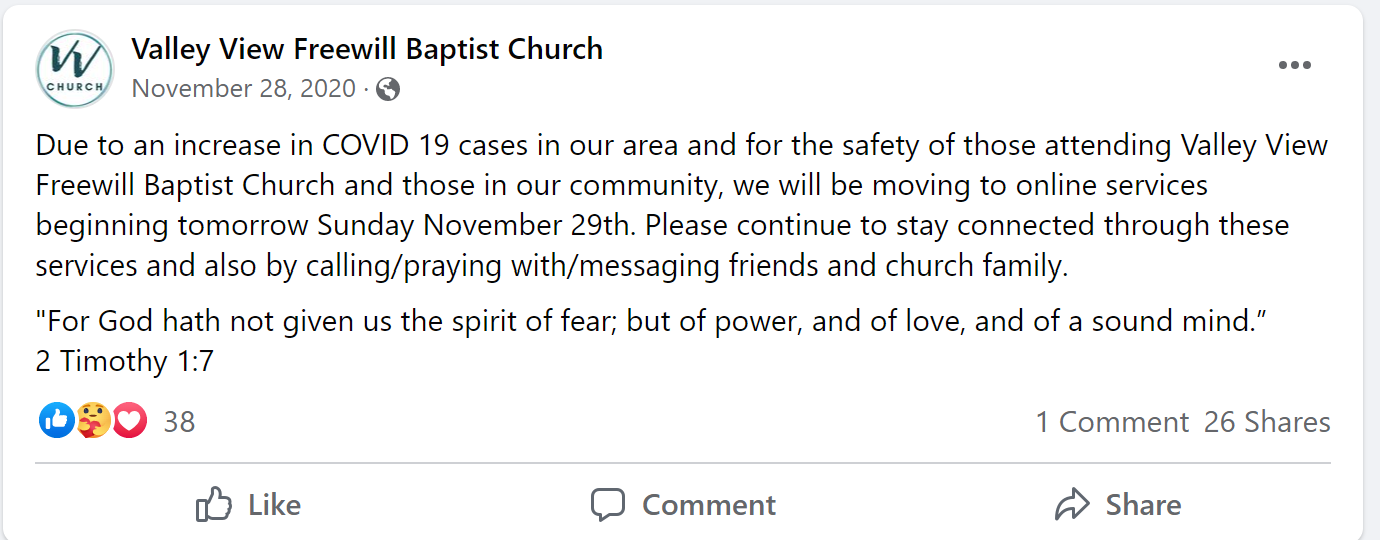 Valley View Freewill Baptist Church
VV
CHURCH
November 28, 2020 ·
Due to an increase in COVID 19 cases in our area and for the safety of those attending Valley View
Freewill Baptist Church and those in our community, we will be moving to online services
beginning tomorrow Sunday November 29th. Please continue to stay connected through these
services and also by calling/praying with/messaging friends and church family.
"For God hath not given us the spirit of fear; but of power, and of love, and of a sound mind.”
2 Timothy 1:7
38
1 Comment 26 Shares
Like
Comment
Share